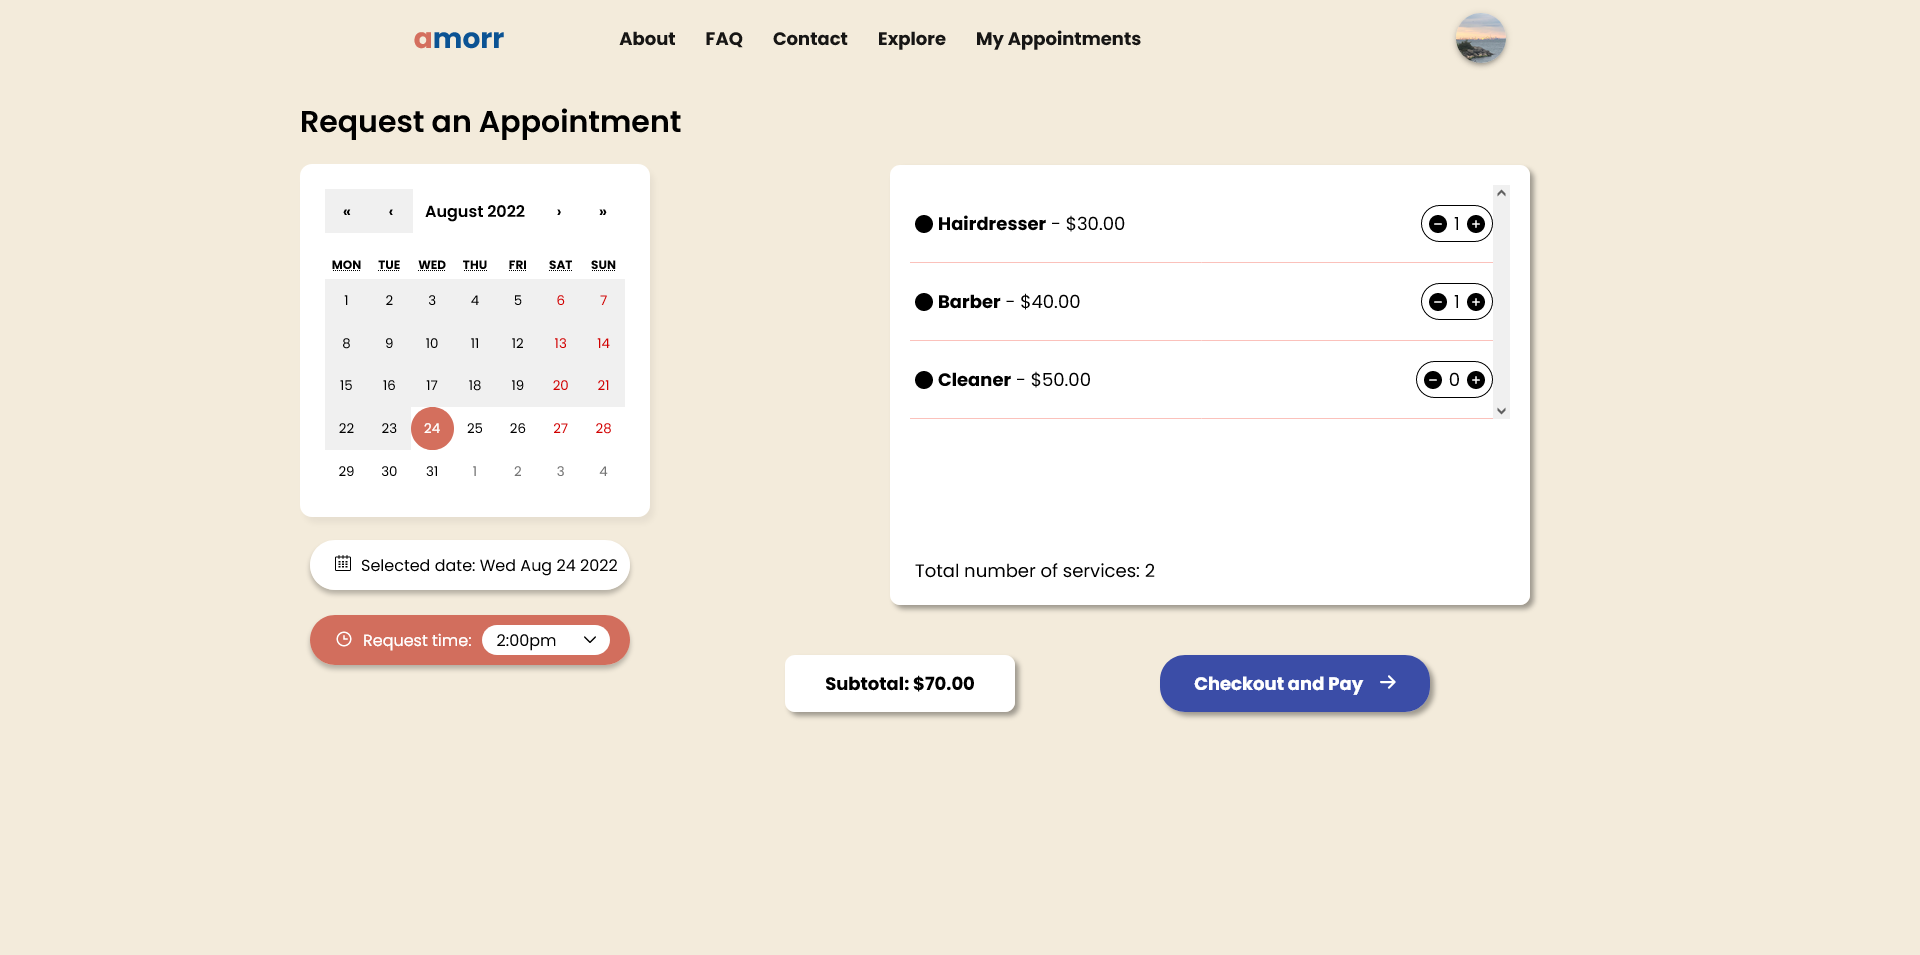 amorr
About FAQ Contact Explore My Appointments
Request an Appointment
« ‹ August 2022 › »
MON TUE WED THU FRI SAT SUN
1 2 3 4 5 6 7
8 9 10 11 12 13 14
15 16 17 18 19 20 21
22 23 24 25 26 27 28
29 30 31 1 2 3 4
Selected date: Wed Aug 24 2022
Request time: 2:00pm
Hairdresser - $30.00 1
Barber - $40.00 1
Cleaner - $50.00 0
Total number of services: 2
Subtotal: $70.00
Checkout and Pay →